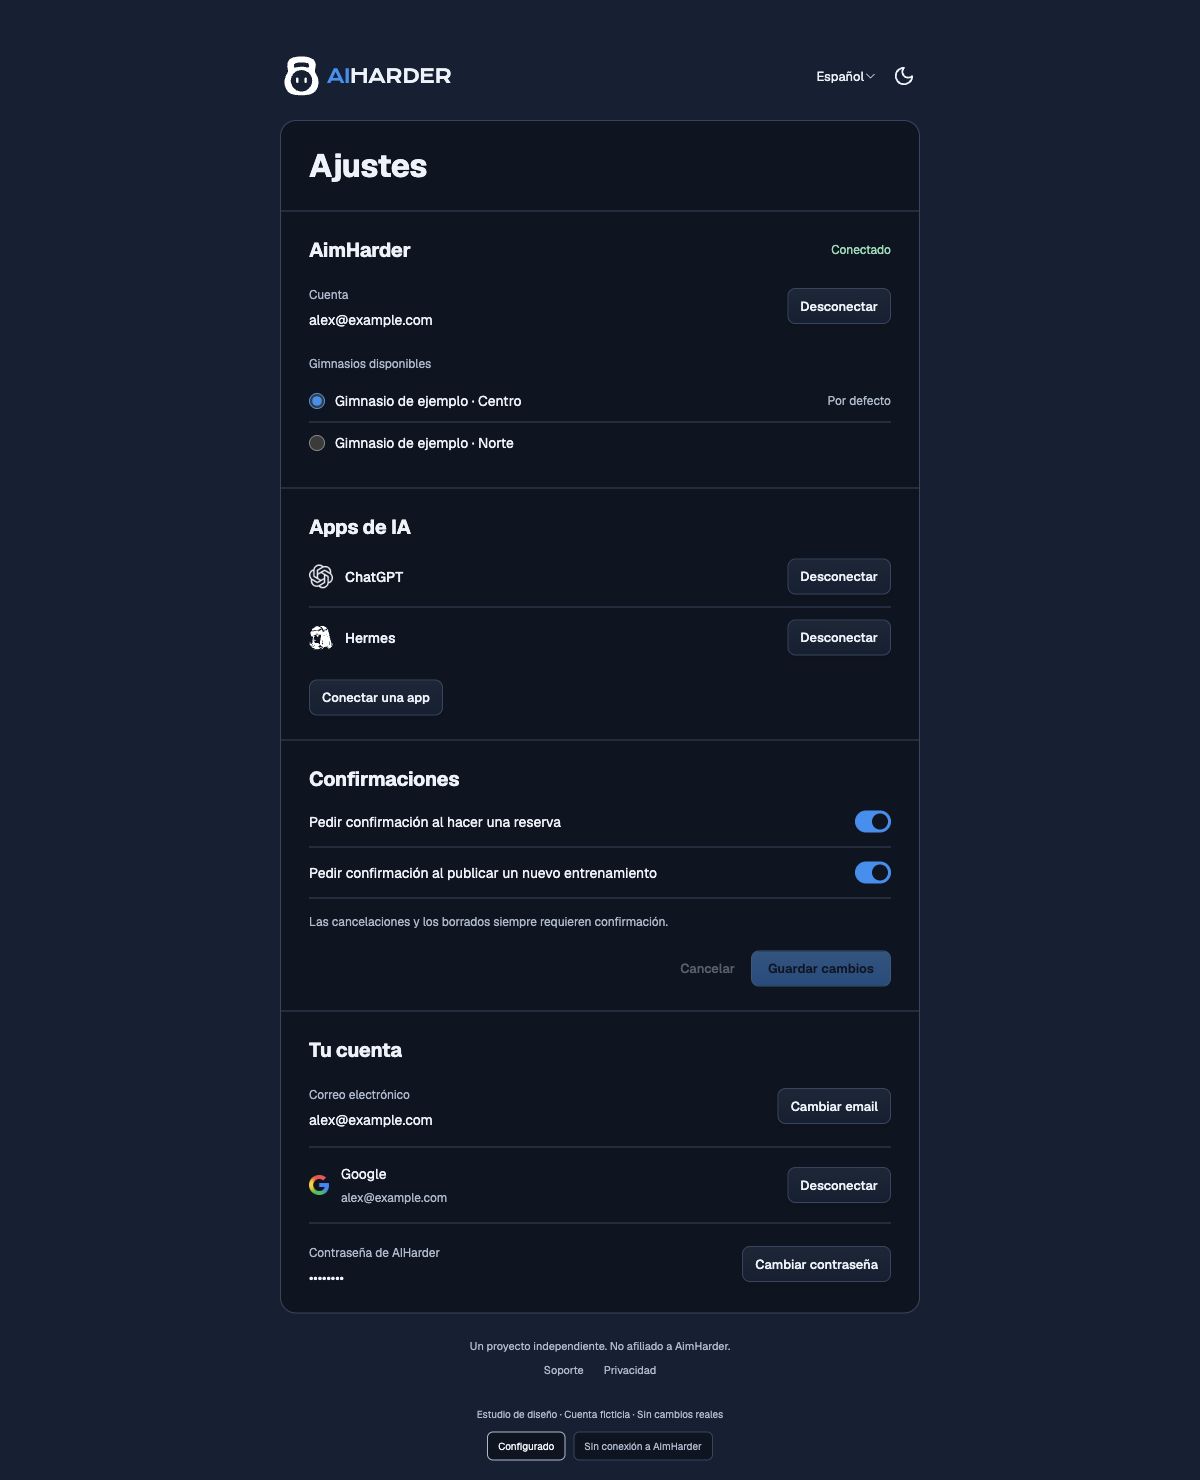 AIHARDER
Español
Ajustes
AimHarder
Conectado
Cuenta
alex@example.com
Desconectar
Gimnasios disponibles
Gimnasio de ejemplo · Centro
Por defecto
Gimnasio de ejemplo · Norte
Apps de IA
ChatGPT
Desconectar
Hermes
Desconectar
Conectar una app
Confirmaciones
Pedir confirmación al hacer una reserva
Pedir confirmación al publicar un nuevo entrenamiento
Las cancelaciones y los borrados siempre requieren confirmación.
Cancelar
Guardar cambios
Tu cuenta
Correo electrónico
alex@example.com
Cambiar email
Google
alex@example.com
Desconectar
Contraseña de AIHarder
••••••••
Cambiar contraseña
Un proyecto independiente. No afiliado a AimHarder.
Soporte Privacidad
Estudio de diseño · Cuenta ficticia · Sin cambios reales
Configurado
Sin conexión a AimHarder